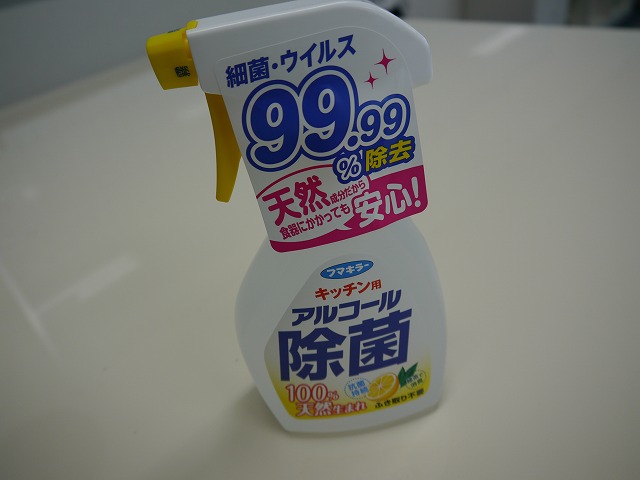 細菌・ウイルス
99.99
%除去
天然成分だから
食器にかかっても安心!
フマキラー
キッチン用
アルコール
除菌
100%
天然生まれ
抗菌
持続
ふき取り不要